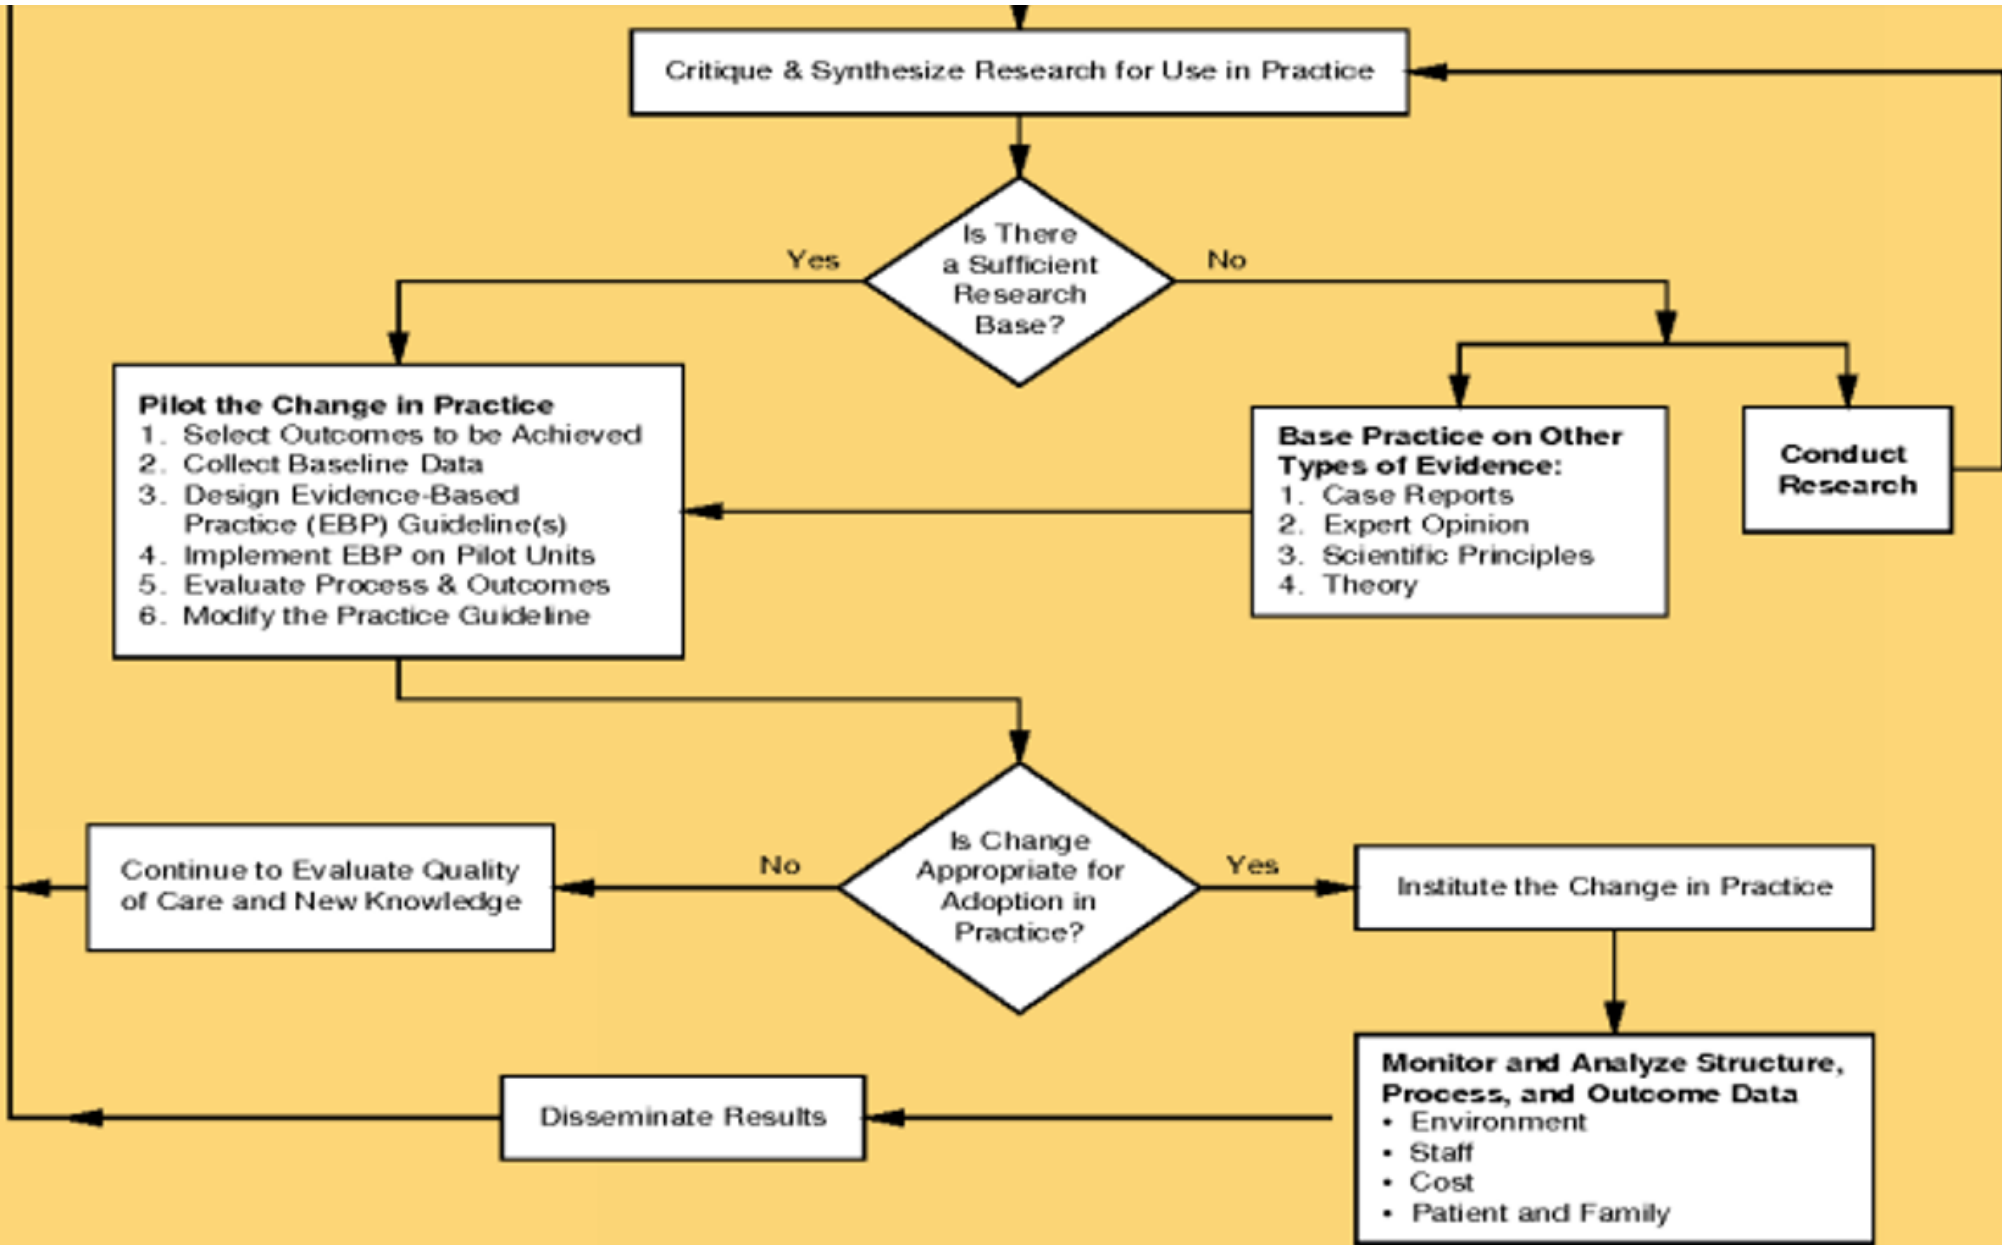 Critique & Synthesize Research for Use in Practice
Is There
a Sufficient
Research
Base?
Yes
No
Pilot the Change in Practice
1. Select Outcomes to be Achieved
2. Collect Baseline Data
3. Design Evidence-Based
Practice (EBP) Guideline(s)
4. Implement EBP on Pilot Units
5. Evaluate Process & Outcomes
6. Modify the Practice Guideline
Base Practice on Other
Types of Evidence:
1. Case Reports
2. Expert Opinion
3. Scientific Principles
4. Theory
Conduct
Research
Is Change
Appropriate for
Adoption in
Practice?
No
Yes
Continue to Evaluate Quality
of Care and New Knowledge
Institute the Change in Practice
Monitor and Analyze Structure,
Process, and Outcome Data
• Environment
• Staff
• Cost
• Patient and Family
Disseminate Results